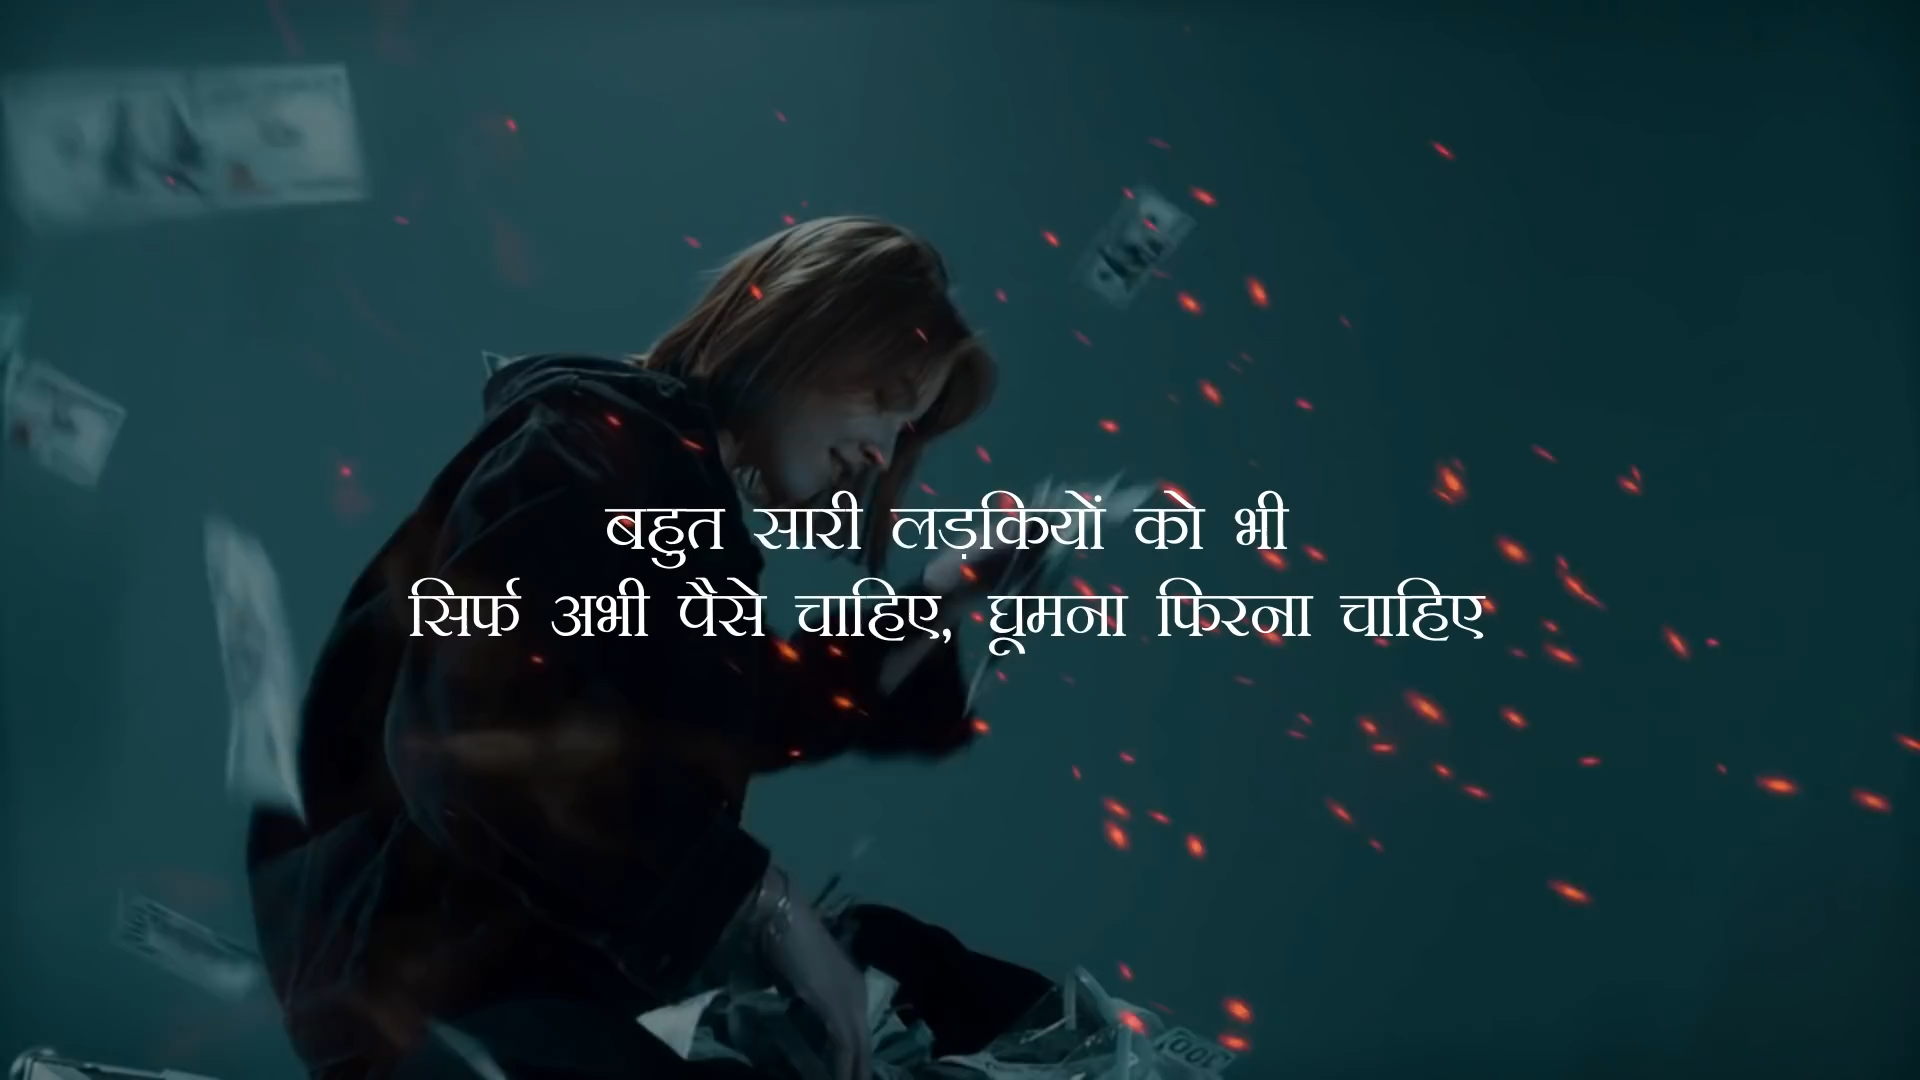 बहुत सारी लड़कियों को भी
सिर्फ अभी पैसे चाहिए, घूमना फिरना चाहिए